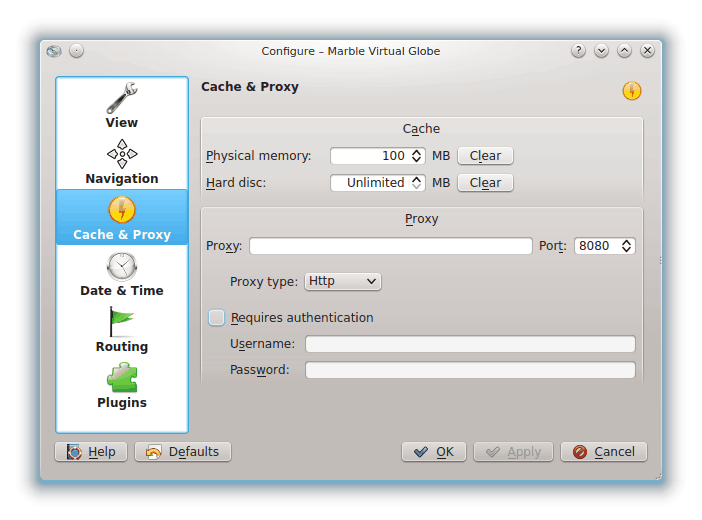 Configure – Marble Virtual Globe
?
View
Navigation
Cache & Proxy
Date & Time
Routing
Plugins
Cache & Proxy
Cache
Physical memory: 100 MB Clear
Hard disc: Unlimited MB Clear
Proxy
Proxy: Port: 8080
Proxy type: Http
Requires authentication
Username:
Password:
Help Defaults OK Apply Cancel